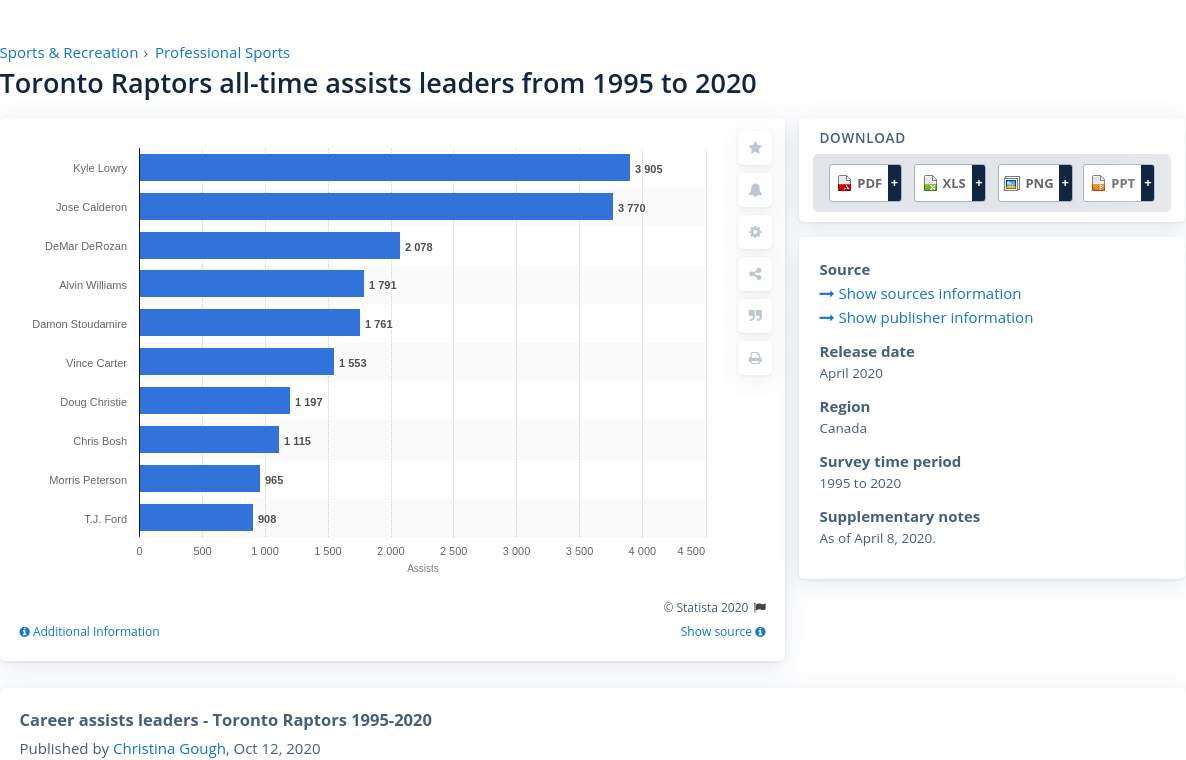 Sports & Recreation › Professional Sports
Toronto Raptors all-time assists leaders from 1995 to 2020
Kyle Lowry 3 905
Jose Calderon 3 770
DeMar DeRozan 2 078
Alvin Williams 1 791
Damon Stoudamire 1 761
Vince Carter 1 553
Doug Christie 1 197
Chris Bosh 1 115
Morris Peterson 965
T.J. Ford 908
0 500 1 000 1 500 2 000 2 500 3 000 3 500 4 000 4 500
Assists
© Statista 2020
Additional Information
Show source
DOWNLOAD
PDF + XLS + PNG + PPT +
Source
Show sources information
Show publisher information
Release date
April 2020
Region
Canada
Survey time period
1995 to 2020
Supplementary notes
As of April 8, 2020.
Career assists leaders - Toronto Raptors 1995-2020
Published by Christina Gough, Oct 12, 2020